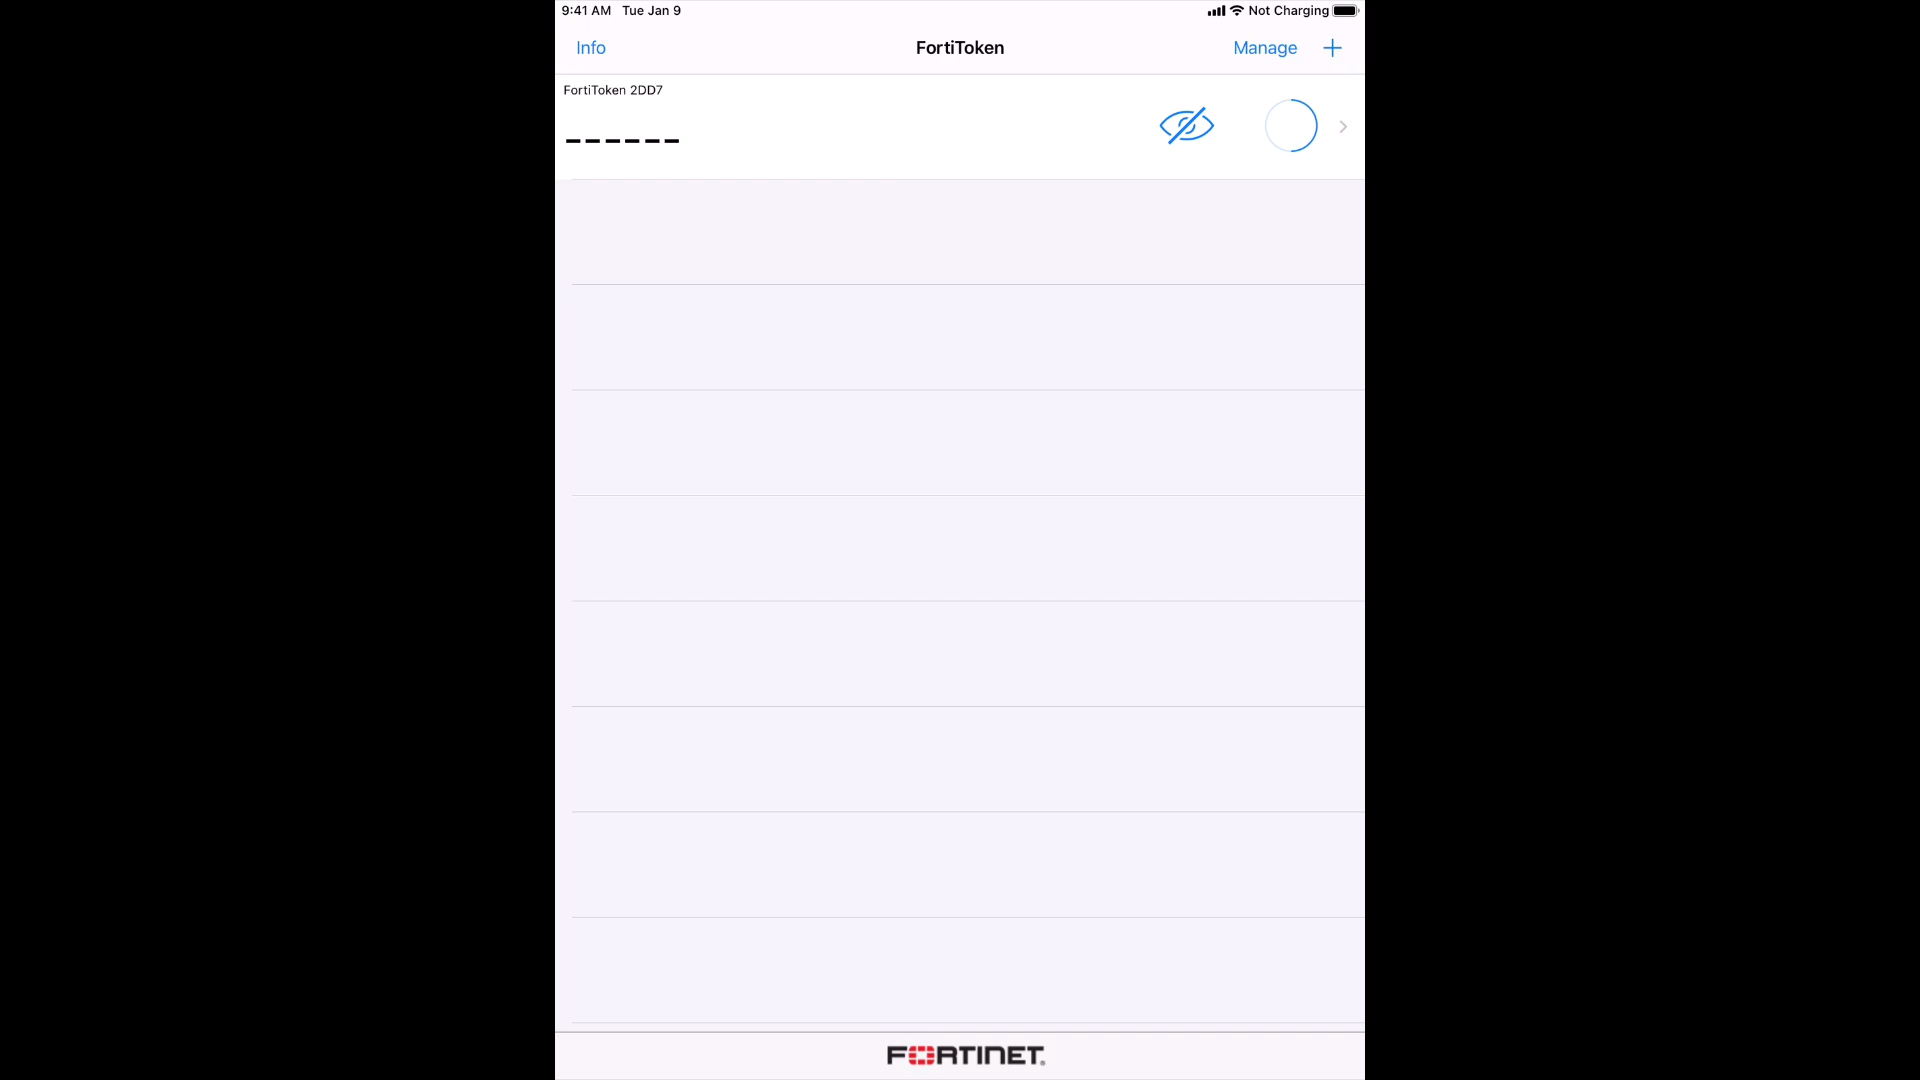 9:41 AM Tue Jan 9 Not Charging
Info FortiToken Manage +
FortiToken 2DD7
------
FORTINET®